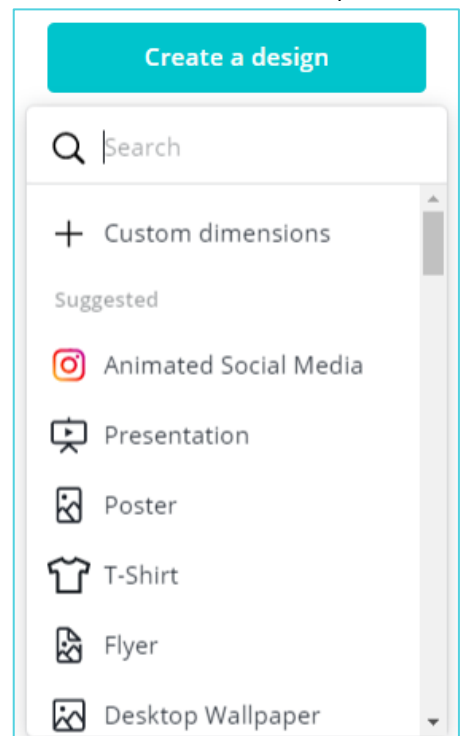 Create a design
Search
Custom dimensions
Suggested
Animated Social Media
Presentation
Poster
T-Shirt
Flyer
Desktop Wallpaper